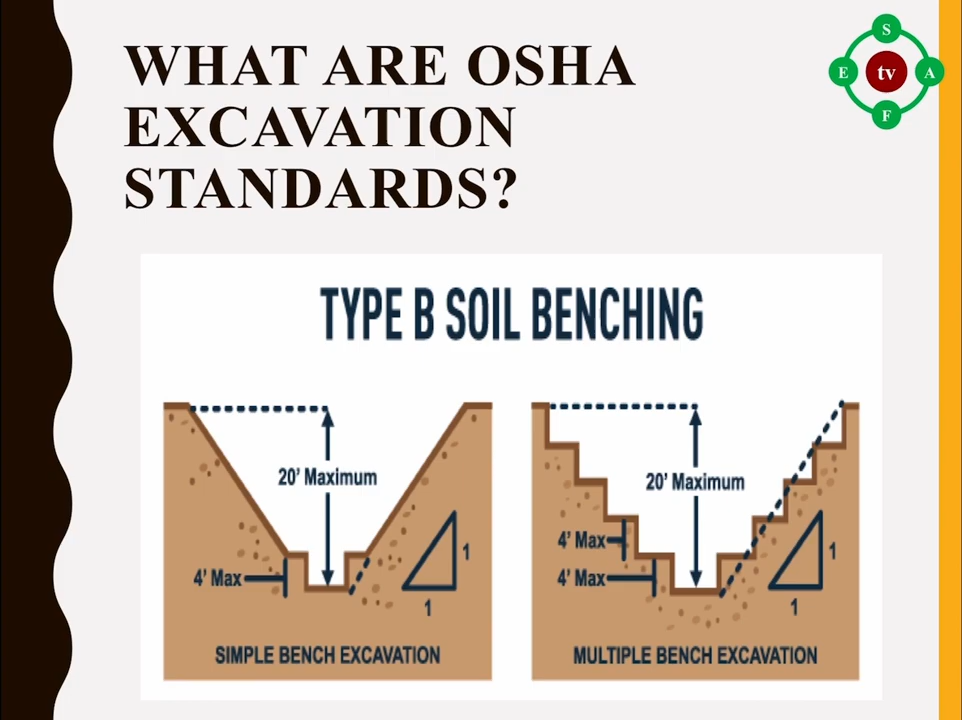 WHAT ARE OSHA
EXCAVATION
STANDARDS?
S
E tv A
F
TYPE B SOIL BENCHING
20' Maximum
4' Max
1
1
SIMPLE BENCH EXCAVATION
20' Maximum
4' Max
4' Max
1
1
MULTIPLE BENCH EXCAVATION